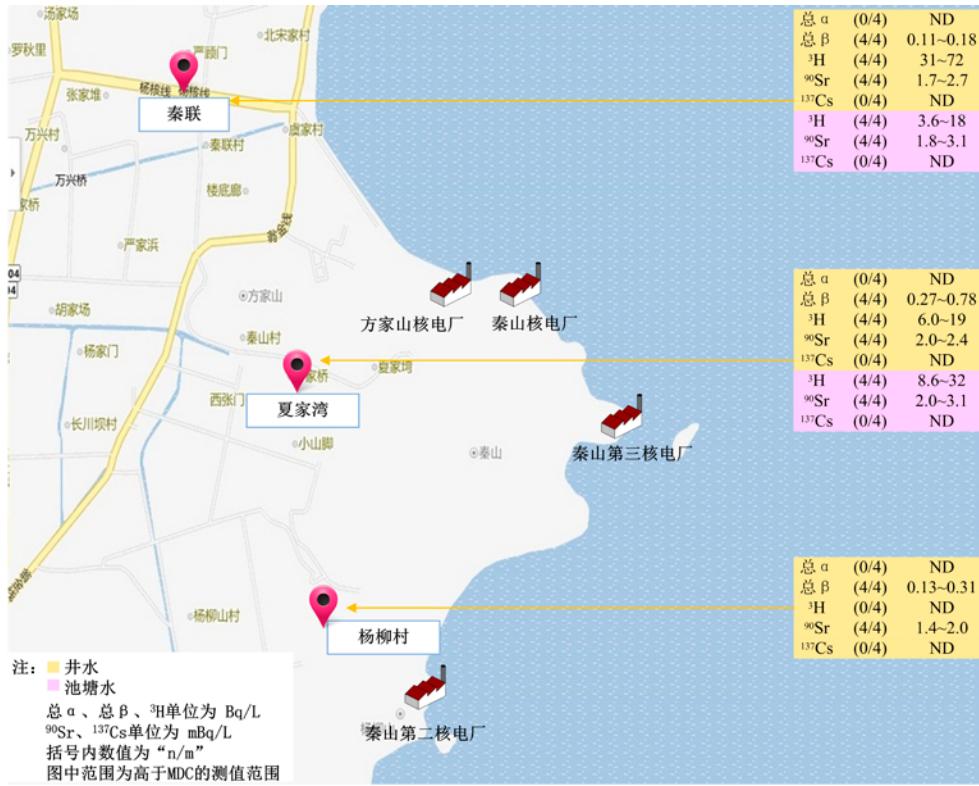 汤家场
罗秋里
严顾门
北宋家村
杨核线 杨核线
张家堆
秦联
万兴村
虞家村
秦联村
万兴桥
楼底廊
家桥
翁金线
严家浜
04
04
方家山
胡家场
方家山核电厂
秦山核电厂
秦山村
杨家门
家桥
夏家塆
西张门
夏家湾
长川坝村
小山脚
秦山
秦山第三核电厂
杨柳山村
杨柳村
杨柳山
秦山第二核电厂
总α (0/4) ND
总β (4/4) 0.11~0.18
³H (4/4) 31~72
⁹⁰Sr (4/4) 1.7~2.7
¹³⁷Cs (0/4) ND
³H (4/4) 3.6~18
⁹⁰Sr (4/4) 1.8~3.1
¹³⁷Cs (0/4) ND
总α (0/4) ND
总β (4/4) 0.27~0.78
³H (4/4) 6.0~19
⁹⁰Sr (4/4) 2.0~2.4
¹³⁷Cs (0/4) ND
³H (4/4) 8.6~32
⁹⁰Sr (4/4) 2.0~3.1
¹³⁷Cs (0/4) ND
总α (0/4) ND
总β (4/4) 0.13~0.31
³H (0/4) ND
⁹⁰Sr (4/4) 1.4~2.0
¹³⁷Cs (0/4) ND
注: 井水
池塘水
总α、总β、³H单位为 Bq/L
⁹⁰Sr、¹³⁷Cs单位为 mBq/L
括号内数值为“n/m”
图中范围为高于MDC的测值范围